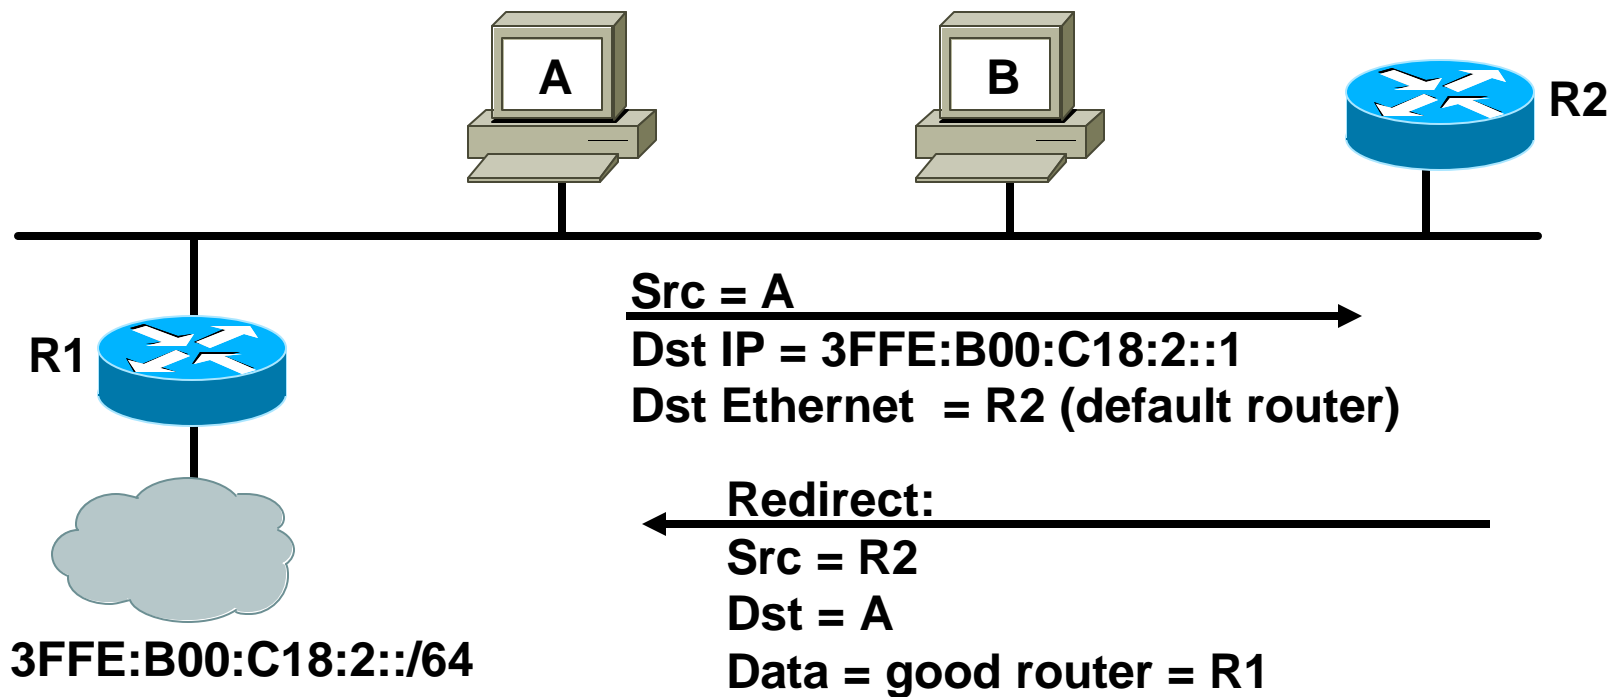 A
B
R2
Src = A
R1
Dst IP = 3FFE:B00:C18:2::1
Dst Ethernet = R2 (default router)
Redirect:
Src = R2
Dst = A
3FFE:B00:C18:2::/64
Data = good router = R1